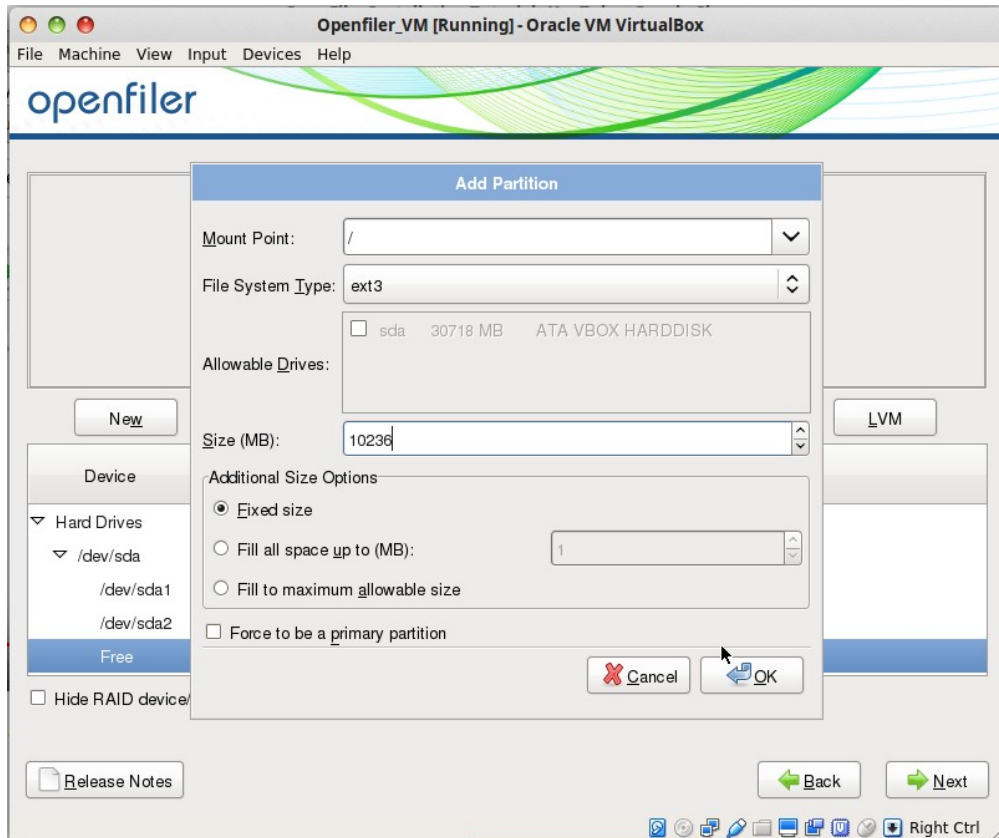 Openfiler_VM [Running] - Oracle VM VirtualBox
File Machine View Input Devices Help
openfiler
Add Partition
Mount Point: /
File System Type: ext3
sda 30718 MB ATA VBOX HARDDISK
Allowable Drives:
New
LVM
Size (MB): 10236
Device
Additional Size Options
Fixed size
Hard Drives
Fill all space up to (MB): 1
/dev/sda
Fill to maximum allowable size
/dev/sda1
/dev/sda2
Force to be a primary partition
Free
Cancel
OK
Hide RAID device/
Release Notes
Back
Next
Right Ctrl